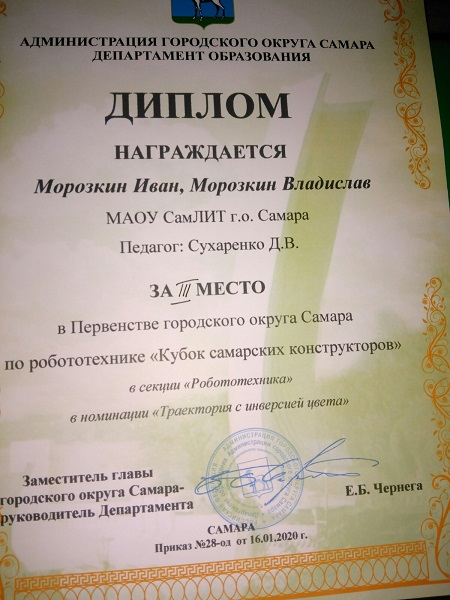 АДМИНИСТРАЦИЯ ГОРОДСКОГО ОКРУГА САМАРА
ДЕПАРТАМЕНТ ОБРАЗОВАНИЯ
ДИПЛОМ
НАГРАЖДАЕТСЯ
Морозкин Иван, Морозкин Владислав
МАОУ СамЛИТ г.о. Самара
Педагог: Сухаренко Д.В.
ЗА III МЕСТО
в Первенстве городского округа Самара
по робототехнике «Кубок самарских конструкторов»
в секции «Робототехника»
в номинации «Траектория с инверсией цвета»
Заместитель главы
городского округа Самара-
руководитель Департамента
Е.Б. Чернега
САМАРА
Приказ №28-од от 16.01.2020 г.